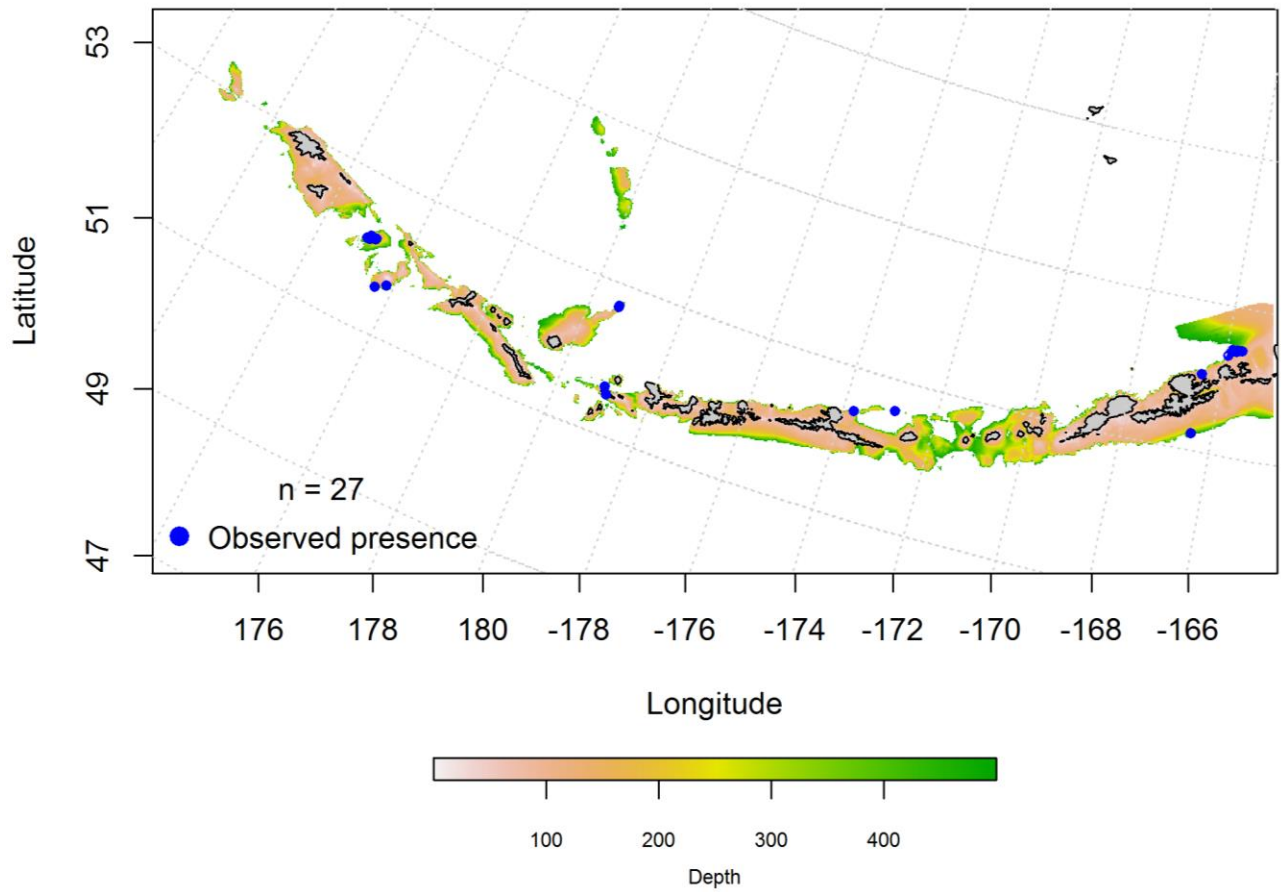 53
51
49
47
Latitude
n = 27
Observed presence
176 178 180 -178 -176 -174 -172 -170 -168 -166
Longitude
100 200 300 400
Depth